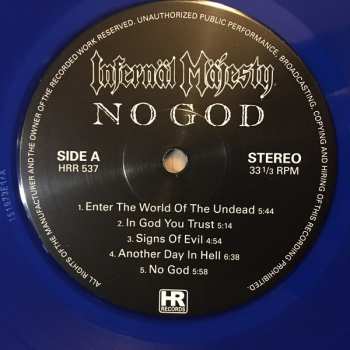 ALL RIGHTS OF THE MANUFACTURER AND THE OWNER OF THE RECORDED WORK RESERVED. UNAUTHORIZED PUBLIC PERFORMANCE, BROADCASTING, COPYING AND HIRING OF THIS RECORDING PROHIBITED.
Infernäl Mäjesty
NO GOD
SIDE A
HRR 537
STEREO
33 1/3 RPM
1. Enter The World Of The Undead 5:44
2. In God You Trust 5:14
3. Signs Of Evil 4:54
4. Another Day In Hell 6:38
5. No God 5:58
HR
RECORDS